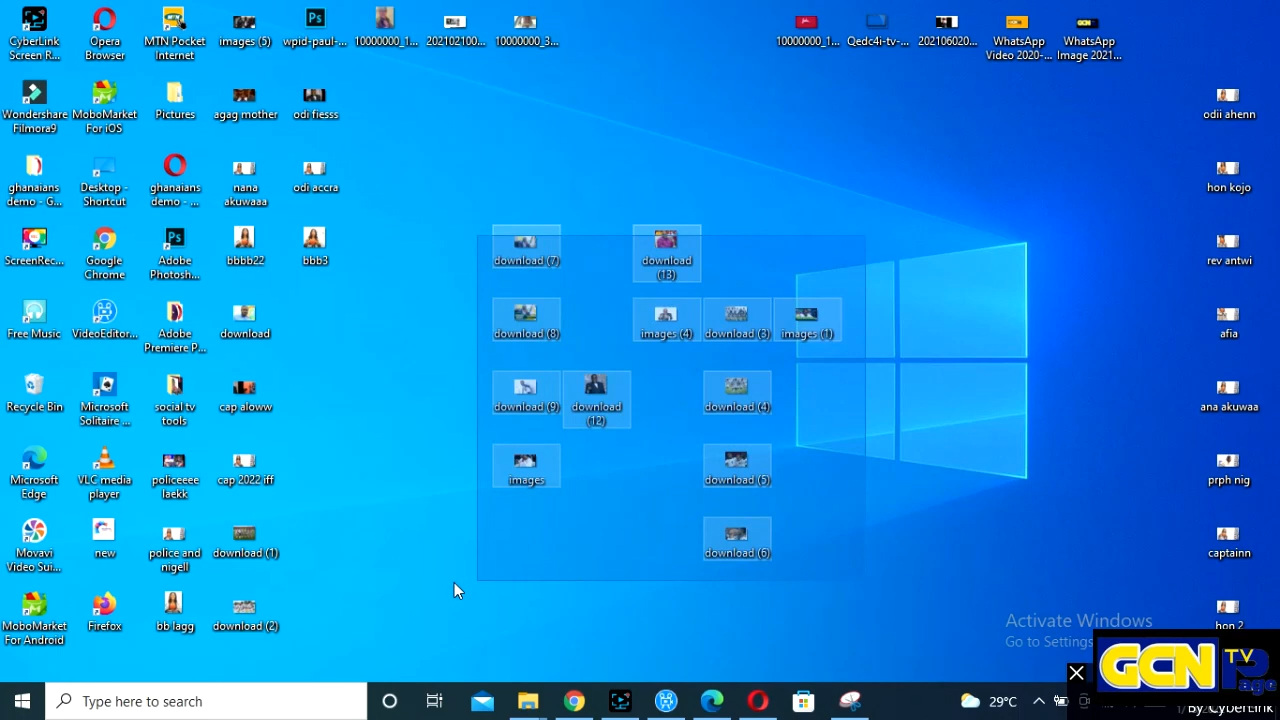 CyberLink
Screen R...
Opera
Browser
MTN Pocket
Internet
images (5)
wpid-paul-...
10000000_1...
202102100...
10000000_3...
10000000_1...
Qedc4i-tv-...
202106020...
WhatsApp
Video 2020-...
WhatsApp
Image 2021...
Wondershare
Filmora9
MoboMarket
For iOS
Pictures
agag mother
odi fiesss
odii ahenn
ghanaians
demo - G...
Desktop -
Shortcut
ghanaians
demo - ...
nana
akuwaaa
odi accra
hon kojo
ScreenRec...
Google
Chrome
Adobe
Photosh...
bbbb22
bbb3
download (7)
download
(13)
rev antwi
Free Music
VideoEditor...
Adobe
Premiere P...
download
download (8)
images (4)
download (3)
images (1)
afia
Recycle Bin
Microsoft
Solitaire ...
social tv
tools
cap aloww
download (9)
download
(12)
download (4)
ana akuwaa
Microsoft
Edge
VLC media
player
policeeee
laekk
cap 2022 iff
images
download (5)
prph nig
Movavi
Video Sui...
new
police and
nigell
download (1)
download (6)
captainn
MoboMarket
For Android
Firefox
bb lagg
download (2)
hon 2
Activate Windows
Go to Settings
GCN
TV
Type here to search
29°C
By CyberLink